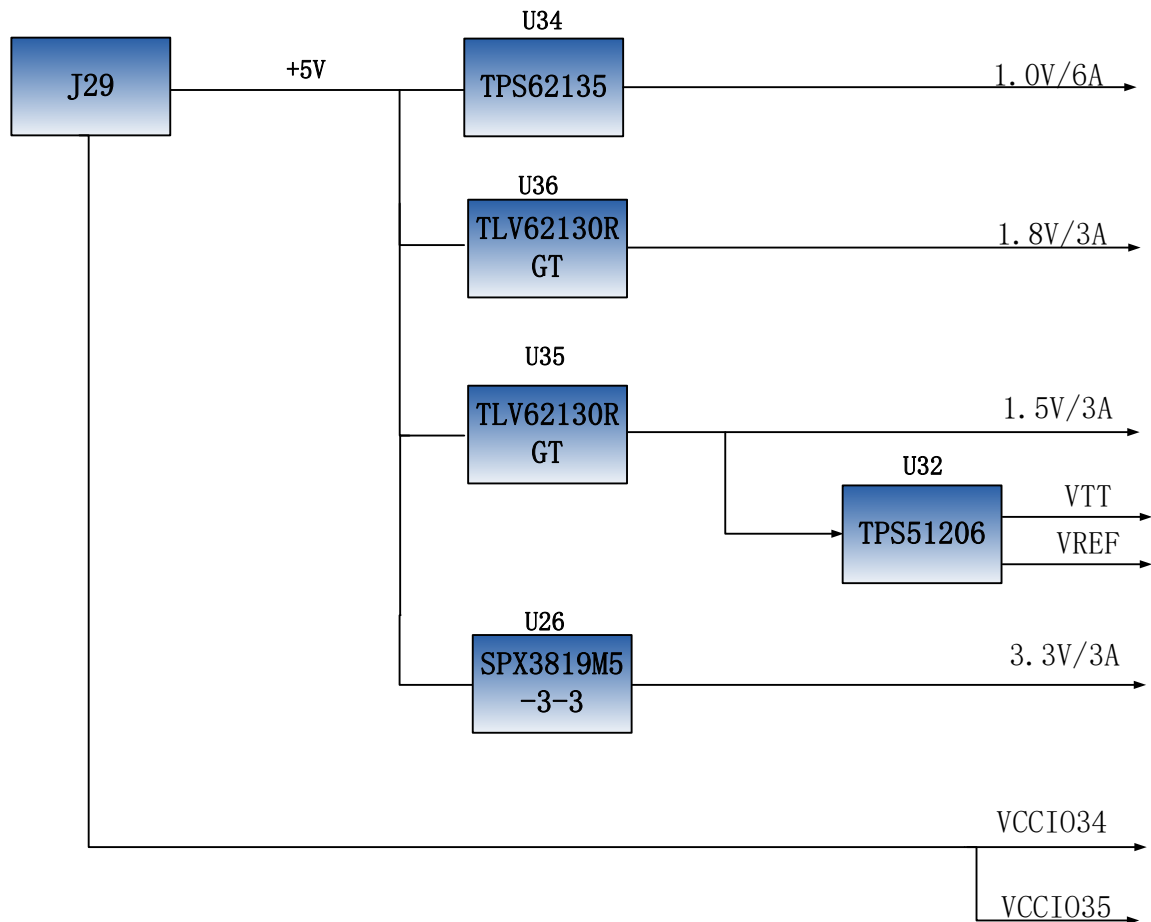 U34
J29
+5V
TPS62135
1.0V/6A
U36
TLV62130R
GT
1.8V/3A
U35
TLV62130R
GT
1.5V/3A
U32
TPS51206
VTT
VREF
U26
SPX3819M5
-3-3
3.3V/3A
VCCIO34
VCCIO35